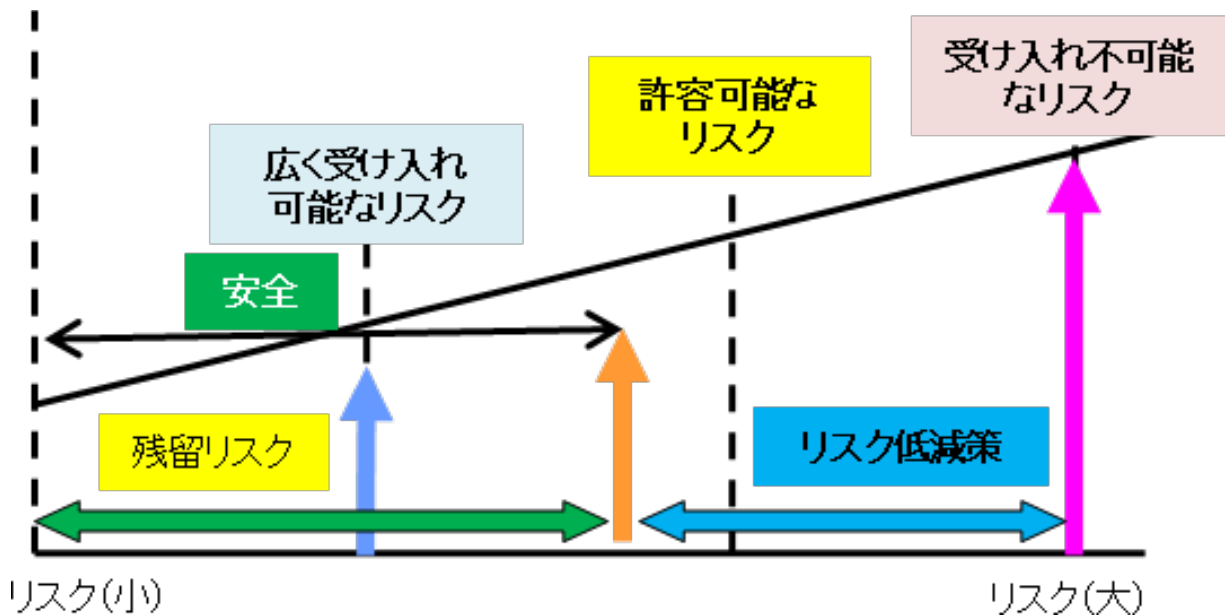 受け入れ不可能
なリスク
許容可能な
リスク
広く受け入れ
可能なリスク
安全
残留リスク
リスク低減策
リスク(小)
リスク(大)